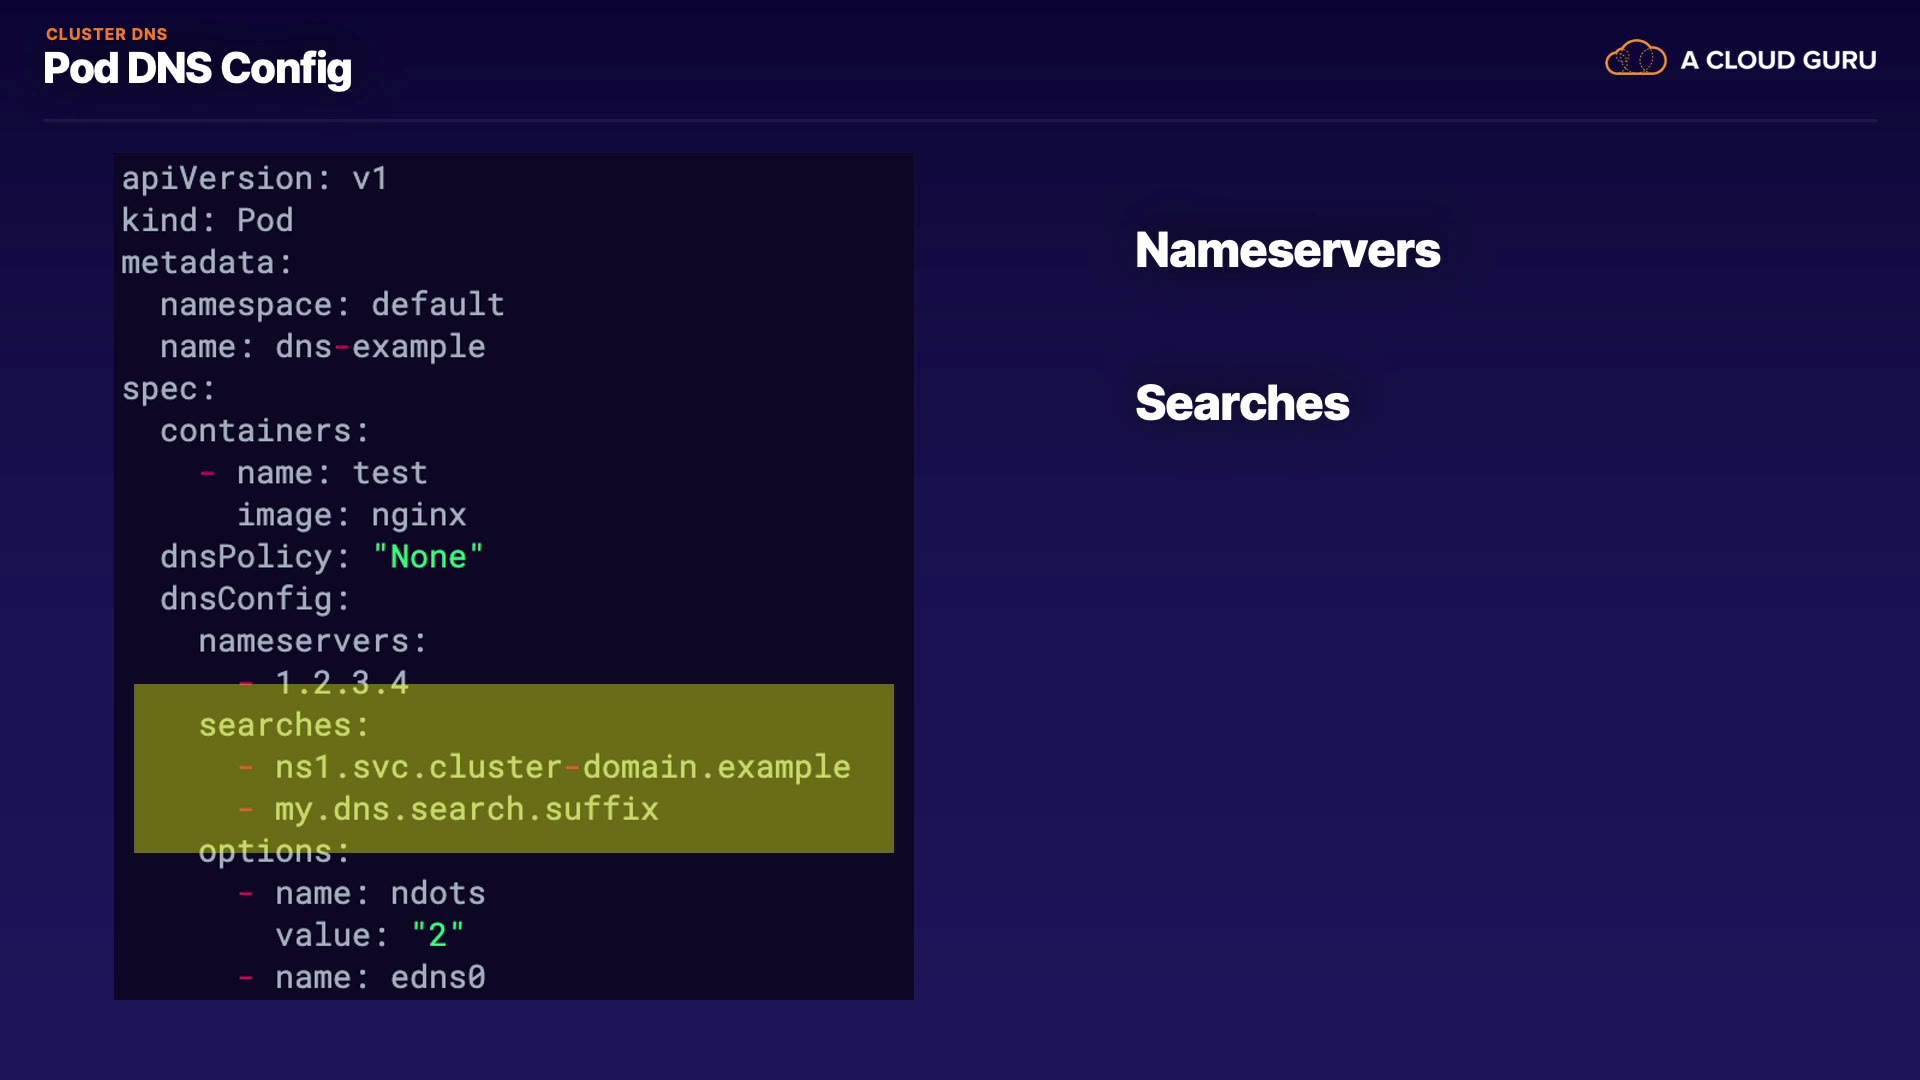 CLUSTER DNS
Pod DNS Config
A CLOUD GURU
apiVersion: v1
kind: Pod
metadata:
  namespace: default
  name: dns-example
spec:
  containers:
    - name: test
      image: nginx
  dnsPolicy: "None"
  dnsConfig:
    nameservers:
      - 1.2.3.4
    searches:
      - ns1.svc.cluster-domain.example
      - my.dns.search.suffix
    options:
      - name: ndots
        value: "2"
      - name: edns0
Nameservers
Searches